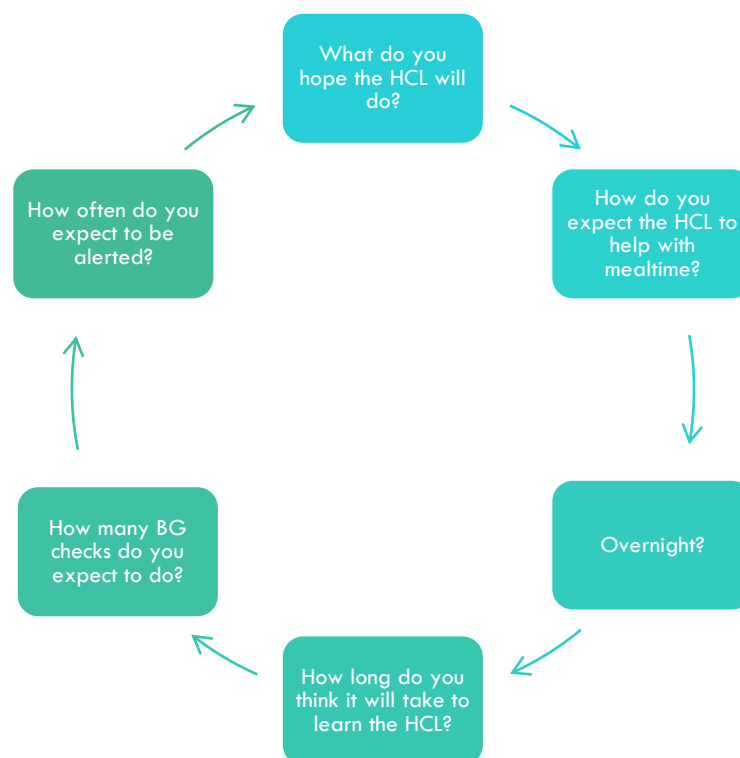 What do you
hope the HCL will
do?
How do you
expect the HCL to
help with
mealtime?
Overnight?
How long do you
think it will take to
learn the HCL?
How many BG
checks do you
expect to do?
How often do you
expect to be
alerted?